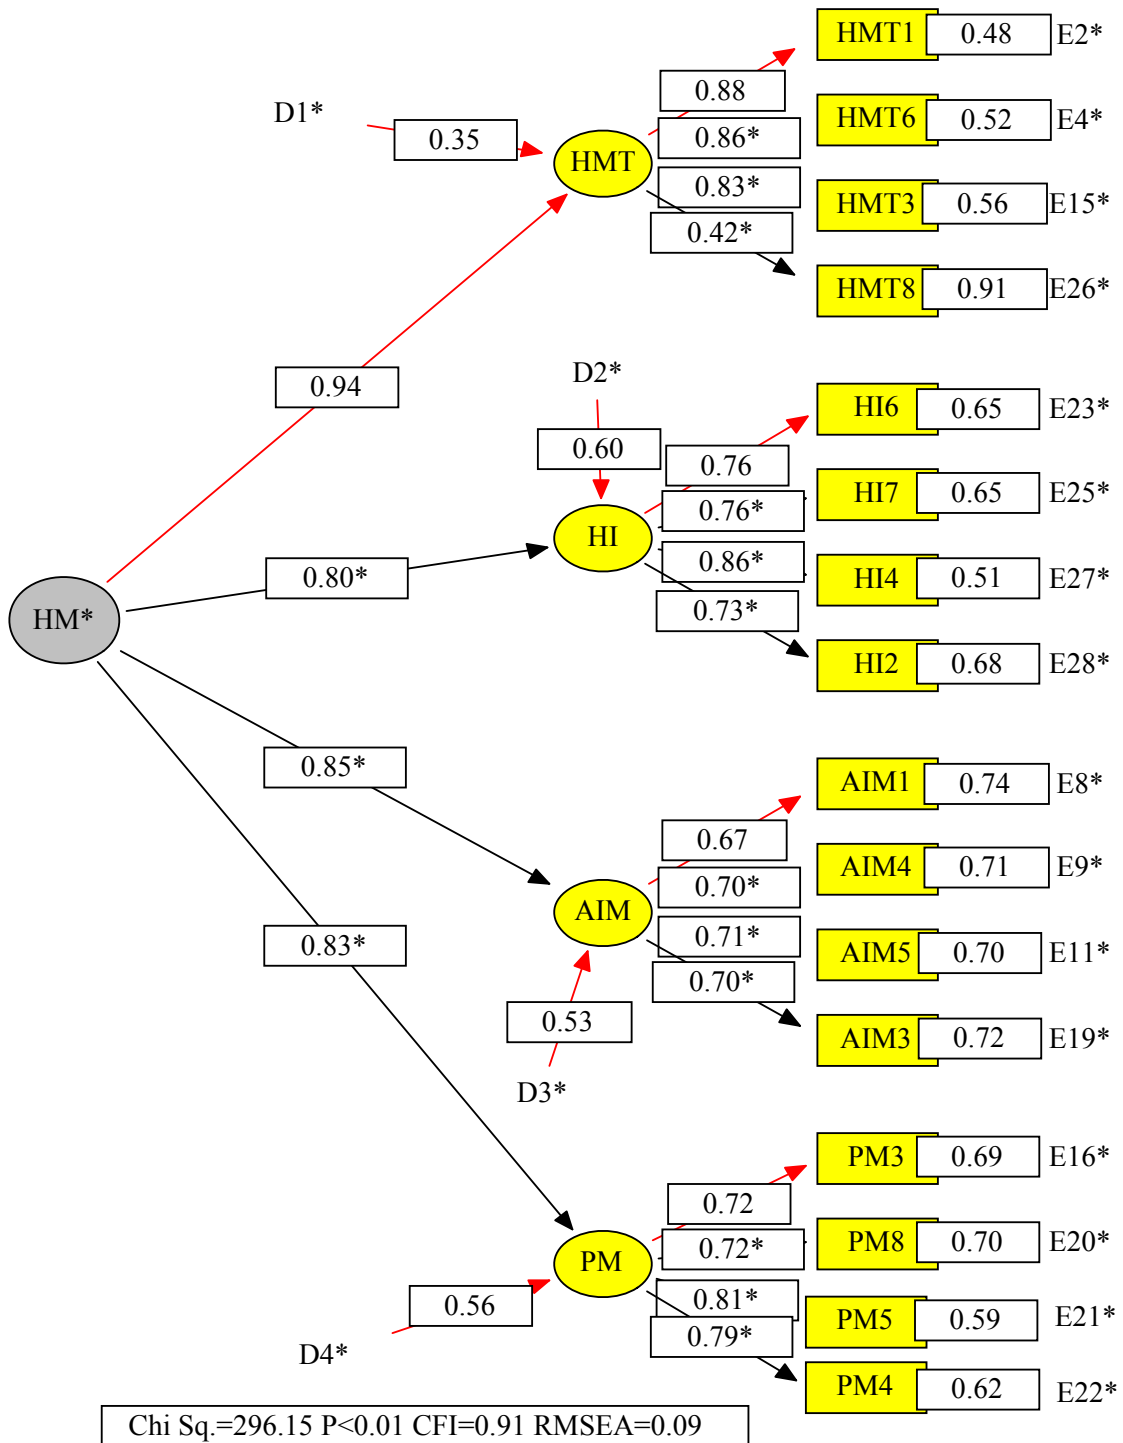 HMT1 0.48 E2*
0.88
D1*
HMT6 0.52 E4*
0.86*
0.35
HMT
0.83*
HMT3 0.56 E15*
0.42*
HMT8 0.91 E26*
0.94
D2*
HI6 0.65 E23*
0.60
0.76
HI7 0.65 E25*
0.76*
HI
0.86*
HI4 0.51 E27*
0.80*
0.73*
HM*
HI2 0.68 E28*
0.85*
AIM1 0.74 E8*
0.67
AIM4 0.71 E9*
0.70*
AIM
0.83*
0.71*
AIM5 0.70 E11*
0.70*
0.53
AIM3 0.72 E19*
D3*
PM3 0.69 E16*
0.72
PM8 0.70 E20*
0.72*
PM
0.56
0.81*
PM5 0.59 E21*
0.79*
D4*
PM4 0.62 E22*
Chi Sq.=296.15 P<0.01 CFI=0.91 RMSEA=0.09